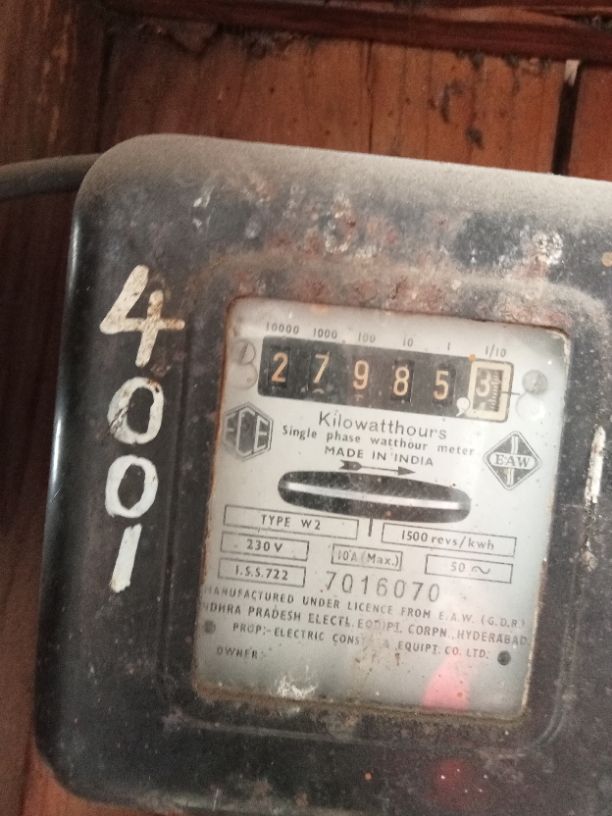 4001
10000 1000 100 10 1 1/10
2 7 9 8 5 3
Kilowatthours
ECE
Single phase watthour meter
EAW
MADE IN INDIA
TYPE W2
1500 revs/kwh
230V
10A (Max.)
50 ~
I.S.S.722
7016070
MANUFACTURED UNDER LICENCE FROM E.A.W. (G.D.R.)
PRADESH ELECTL. EQUIPT. CORPN., HYDERABAD
PROP:- ELECTRIC EQUIPT. CO. LTD.
OWNER: